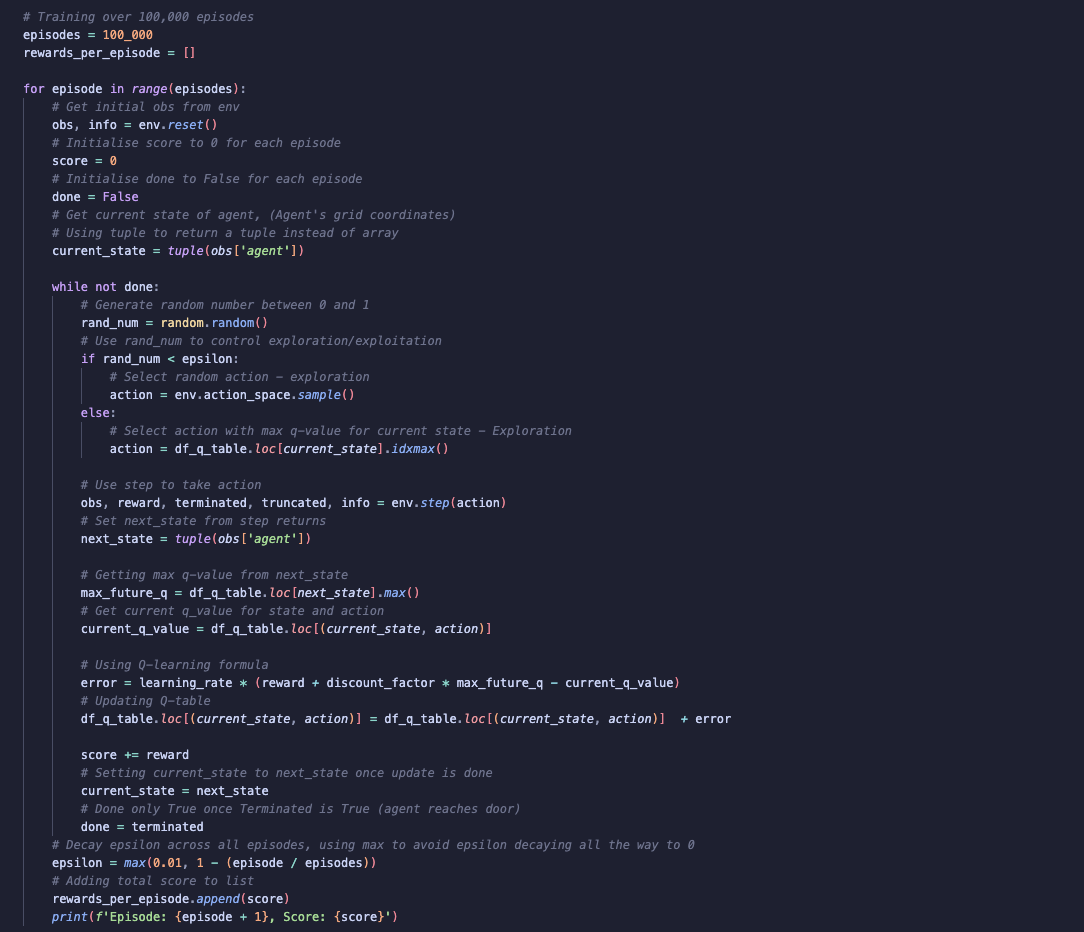 # Training over 100,000 episodes
episodes = 100_000
rewards_per_episode = []

for episode in range(episodes):
    # Get initial obs from env
    obs, info = env.reset()
    # Initialise score to 0 for each episode
    score = 0
    # Initialise done to False for each episode
    done = False
    # Get current state of agent, (Agent's grid coordinates)
    # Using tuple to return a tuple instead of array
    current_state = tuple(obs['agent'])

    while not done:
        # Generate random number between 0 and 1
        rand_num = random.random()
        # Use rand_num to control exploration/exploitation
        if rand_num < epsilon:
            # Select random action - exploration
            action = env.action_space.sample()
        else:
            # Select action with max q-value for current state - Exploration
            action = df_q_table.loc[current_state].idxmax()

        # Use step to take action
        obs, reward, terminated, truncated, info = env.step(action)
        # Set next_state from step returns
        next_state = tuple(obs['agent'])

        # Getting max q-value from next_state
        max_future_q = df_q_table.loc[next_state].max()
        # Get current q_value for state and action
        current_q_value = df_q_table.loc[(current_state, action)]

        # Using Q-learning formula
        error = learning_rate * (reward + discount_factor * max_future_q - current_q_value)
        # Updating Q-table
        df_q_table.loc[(current_state, action)] = df_q_table.loc[(current_state, action)]  + error

        score += reward
        # Setting current_state to next_state once update is done
        current_state = next_state
        # Done only True once Terminated is True (agent reaches door)
        done = terminated
    # Decay epsilon across all episodes, using max to avoid epsilon decaying all the way to 0
    epsilon = max(0.01, 1 - (episode / episodes))
    # Adding total score to list
    rewards_per_episode.append(score)
    print(f'Episode: {episode + 1}, Score: {score}')